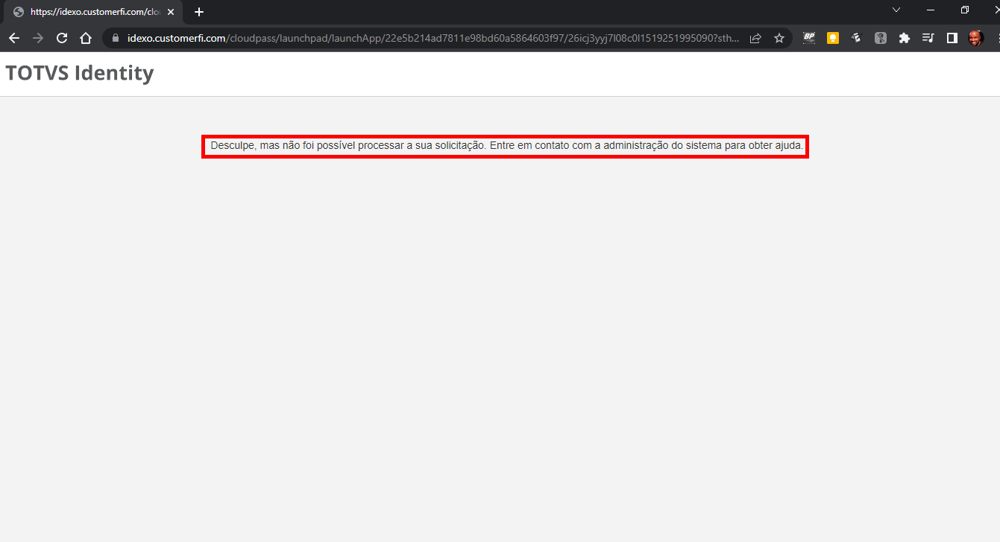 https://idexo.customerfi.com/clo
idexo.customerfi.com/cloudpass/launchpad/launchApp/22e5b214ad7811e98bd60a5864603f97/26icj3yyj7l08c0l1519251995090?sth...
BP
TOTVS Identity
Desculpe, mas não foi possível processar a sua solicitação. Entre em contato com a administração do sistema para obter ajuda.